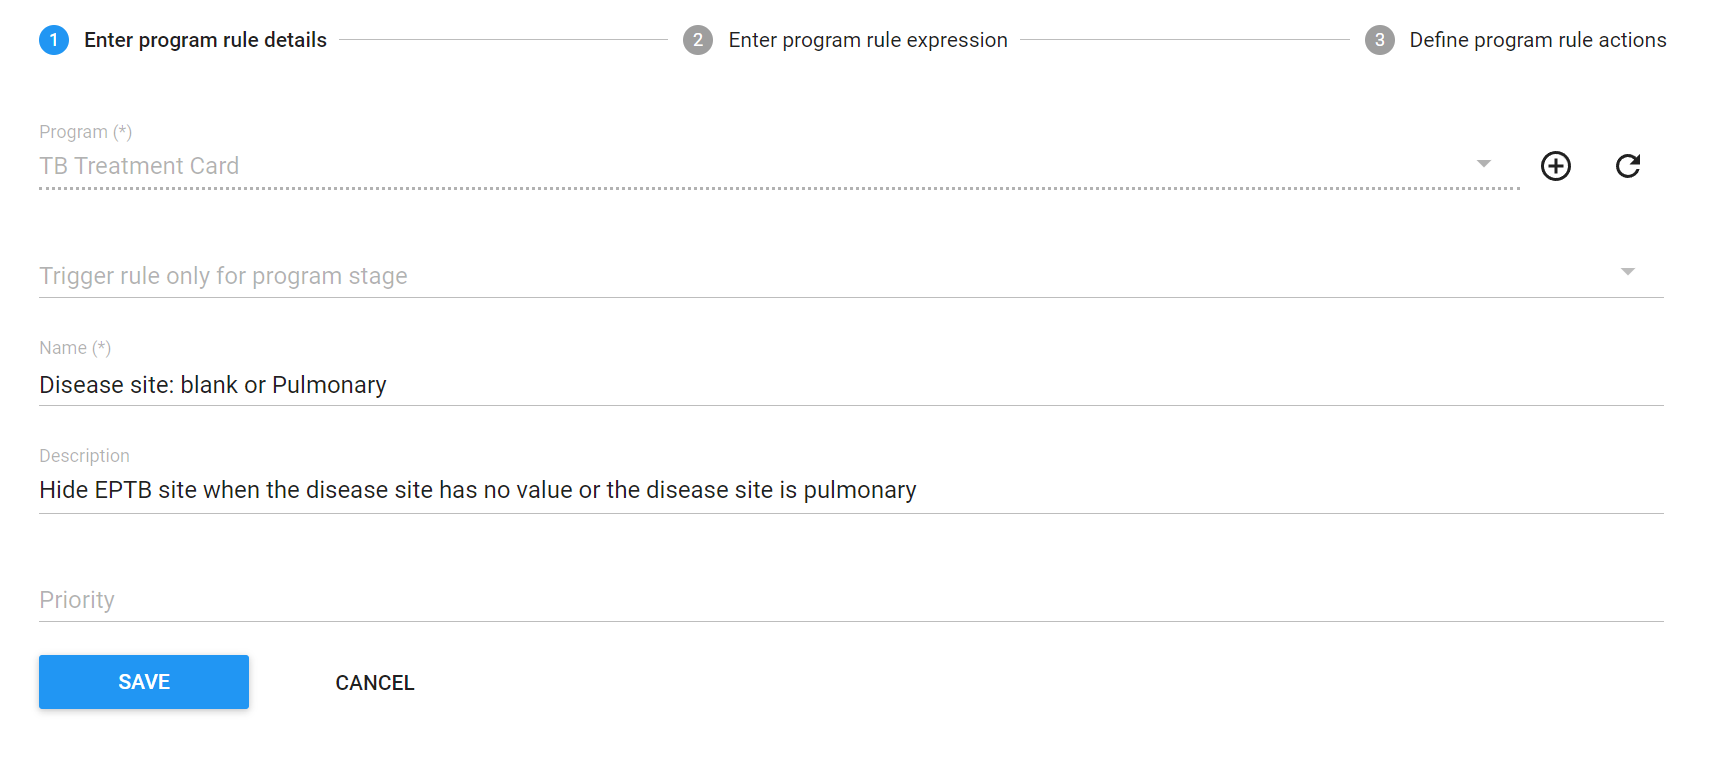 1 Enter program rule details 2 Enter program rule expression 3 Define program rule actions
Program (*)
TB Treatment Card
Trigger rule only for program stage
Name (*)
Disease site: blank or Pulmonary
Description
Hide EPTB site when the disease site has no value or the disease site is pulmonary
Priority
SAVE CANCEL